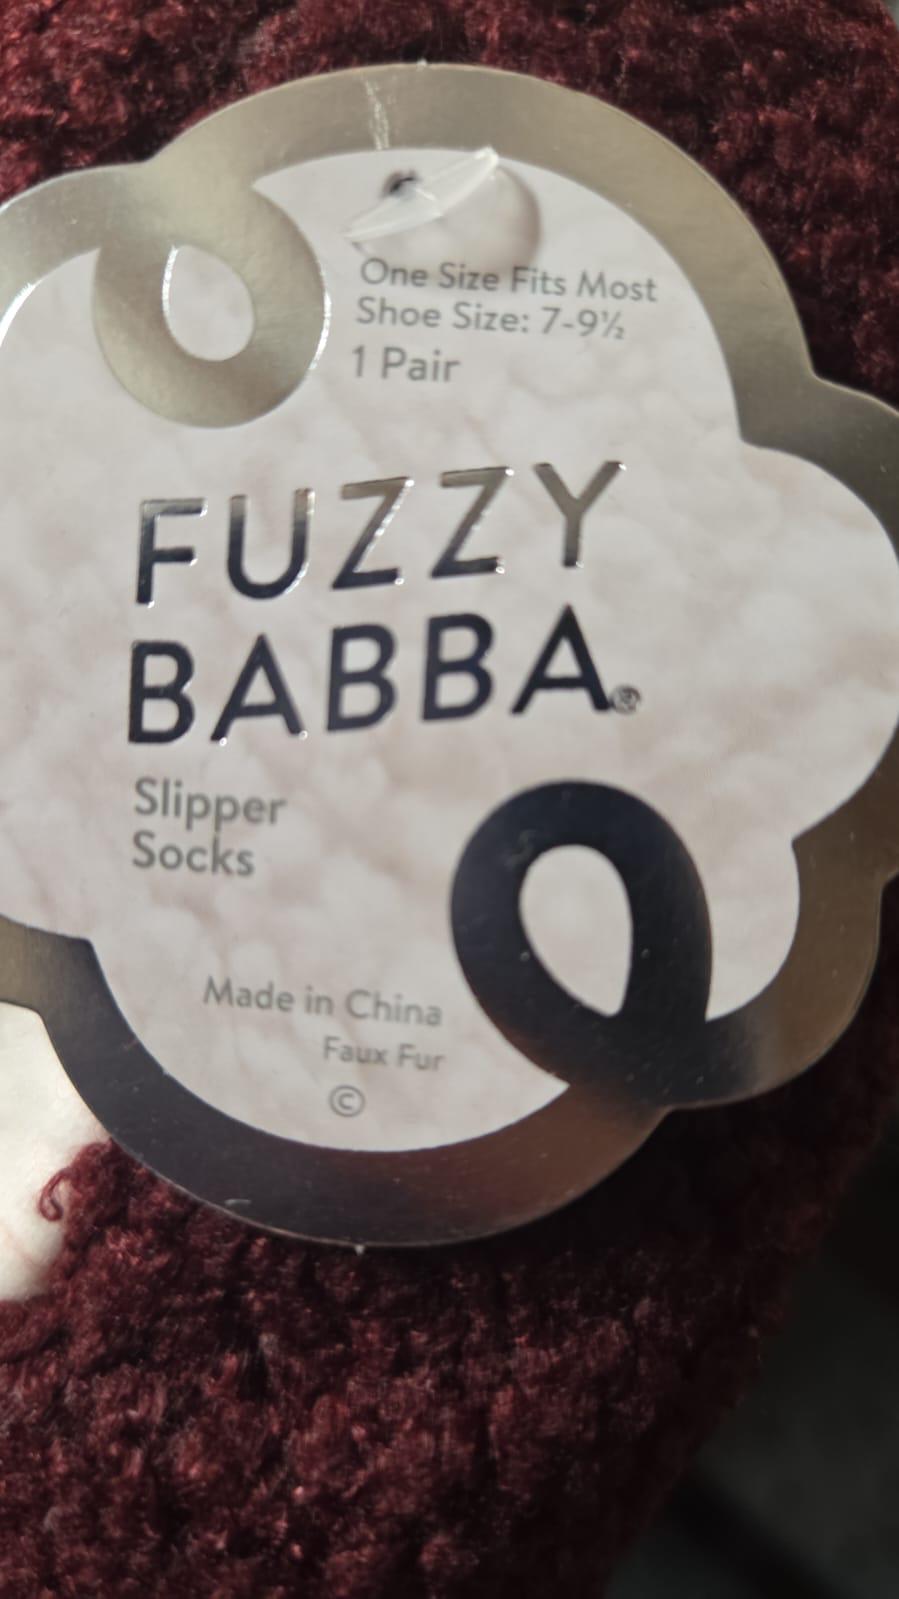 One Size Fits Most
Shoe Size: 7-9½
1 Pair
FUZZY
BABBA®
Slipper
Socks
Made in China
Faux Fur
©